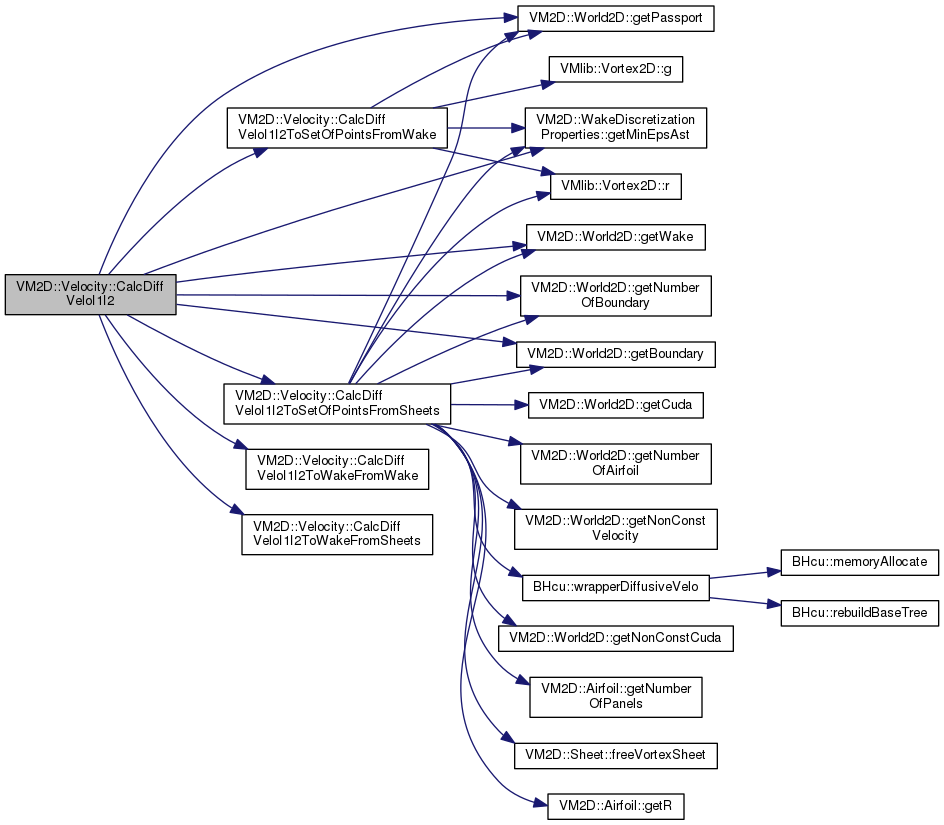 VM2D::World2D::getPassport
VMlib::Vortex2D::g
VM2D::Velocity::CalcDiff
VeloI1I2ToSetOfPointsFromWake
VM2D::WakeDiscretization
Properties::getMinEpsAst
VMlib::Vortex2D::r
VM2D::World2D::getWake
VM2D::Velocity::CalcDiff
VeloI1I2
VM2D::World2D::getNumber
OfBoundary
VM2D::World2D::getBoundary
VM2D::Velocity::CalcDiff
VeloI1I2ToSetOfPointsFromSheets
VM2D::World2D::getCuda
VM2D::World2D::getNumber
OfAirfoil
VM2D::Velocity::CalcDiff
VeloI1I2ToWakeFromWake
VM2D::World2D::getNonConst
Velocity
VM2D::Velocity::CalcDiff
VeloI1I2ToWakeFromSheets
BHcu::memoryAllocate
BHcu::wrapperDiffusiveVelo
BHcu::rebuildBaseTree
VM2D::World2D::getNonConstCuda
VM2D::Airfoil::getNumber
OfPanels
VM2D::Sheet::freeVortexSheet
VM2D::Airfoil::getR